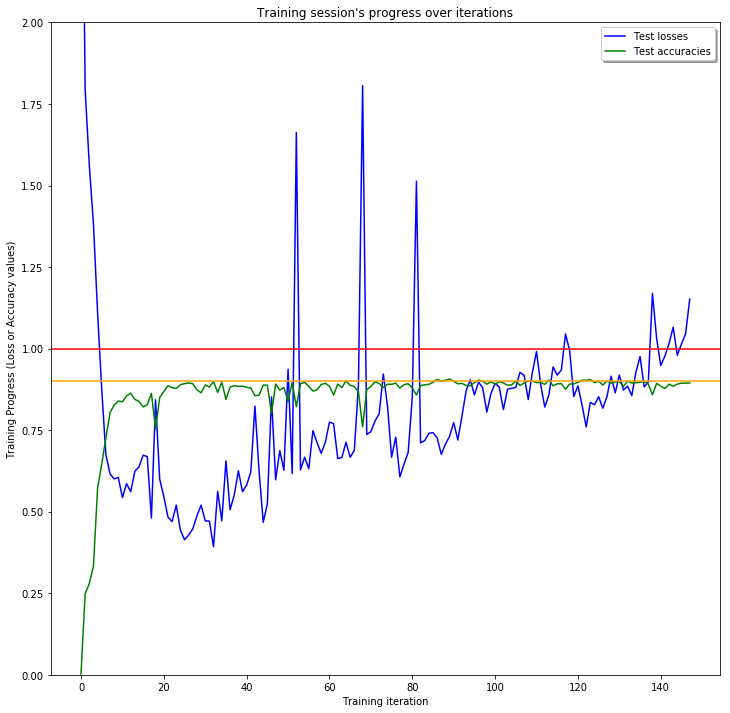 Training session's progress over iterations
Test losses
Test accuracies
Training Progress (Loss or Accuracy values)
2.00
1.75
1.50
1.25
1.00
0.75
0.50
0.25
0.00
0 20 40 60 80 100 120 140
Training iteration